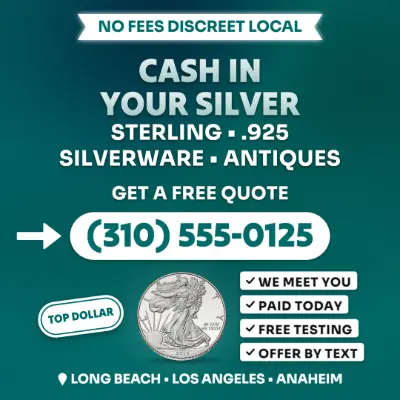 NO FEES DISCREET LOCAL
CASH IN
YOUR SILVER
STERLING ▪ .925
SILVERWARE ▪ ANTIQUES
GET A FREE QUOTE
(310) 555-0125
TOP DOLLAR
✓ WE MEET YOU
✓ PAID TODAY
✓ FREE TESTING
✓ OFFER BY TEXT
LONG BEACH ▪ LOS ANGELES ▪ ANAHEIM